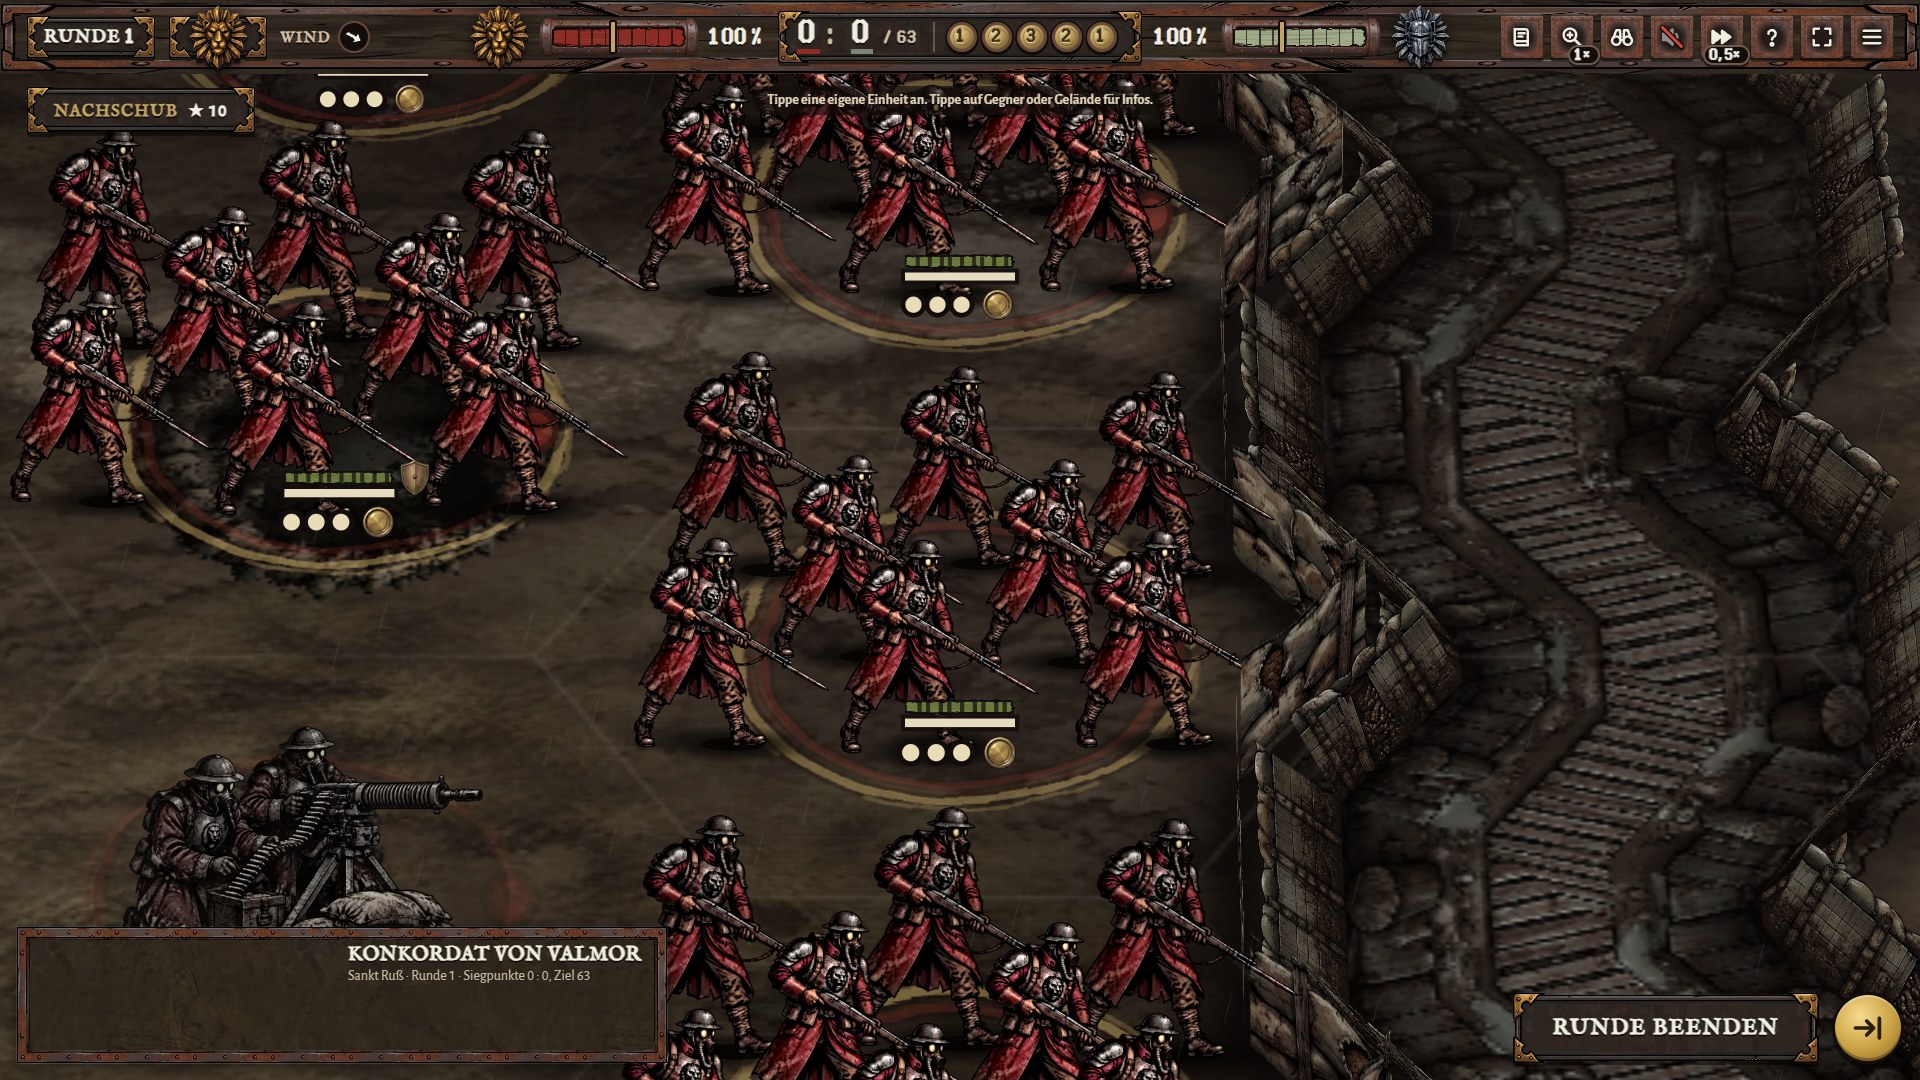 RUNDE 1
WIND
100%
0 : 0 / 63
1 2 3 2 1
100%
1×
0,5×
?
NACHSCHUB ★ 10
Tippe eine eigene Einheit an. Tippe auf Gegner oder Gelände für Infos.
KONKORDAT VON VALMOR
Sankt Ruß · Runde 1 · Siegpunkte 0 : 0, Ziel 63
RUNDE BEENDEN